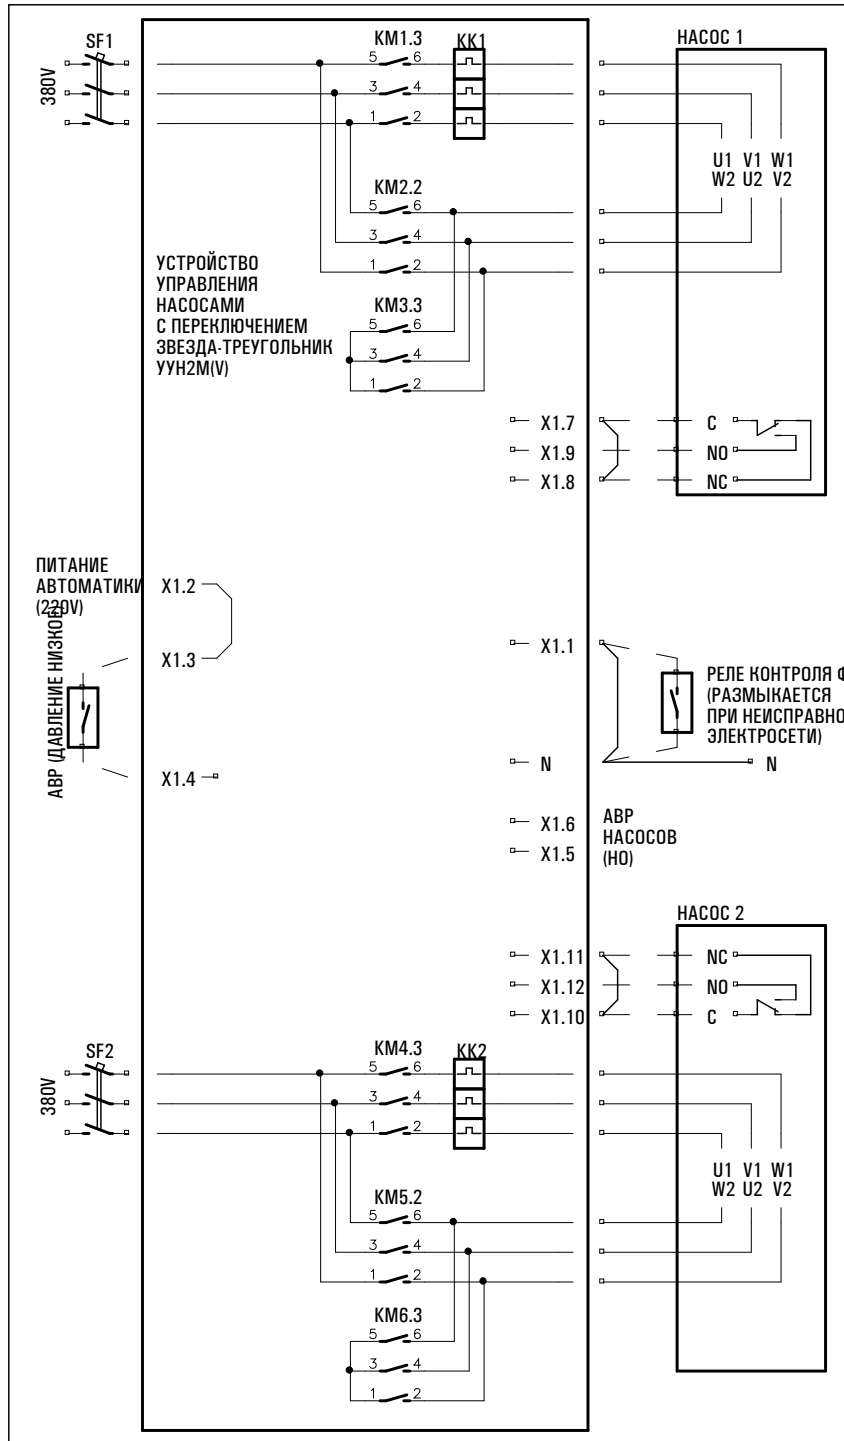 SF1
380V
KM1.3
KK1
5 6
3 4
1 2
НАСОС 1
U1 V1 W1
W2 U2 V2
KM2.2
5 6
3 4
1 2
УСТРОЙСТВО
УПРАВЛЕНИЯ
НАСОСАМИ
С ПЕРЕКЛЮЧЕНИЕМ
ЗВЕЗДА-ТРЕУГОЛЬНИК
УУН2М(V)
KM3.3
5 6
3 4
1 2
X1.7
X1.9
X1.8
C
NO
NC
ПИТАНИЕ
АВТОМАТИКИ
(220V)
X1.2
X1.3
АВР (ДАВЛЕНИЕ НИЗКОЕ)
X1.4
X1.1
РЕЛЕ КОНТРОЛЯ Ф
(РАЗМЫКАЕТСЯ
ПРИ НЕИСПРАВНО
ЭЛЕКТРОСЕТИ)
N
N
X1.6
X1.5
АВР
НАСОСОВ
(НО)
НАСОС 2
X1.11
X1.12
X1.10
NC
NO
C
SF2
380V
KM4.3
KK2
5 6
3 4
1 2
U1 V1 W1
W2 U2 V2
KM5.2
5 6
3 4
1 2
KM6.3
5 6
3 4
1 2